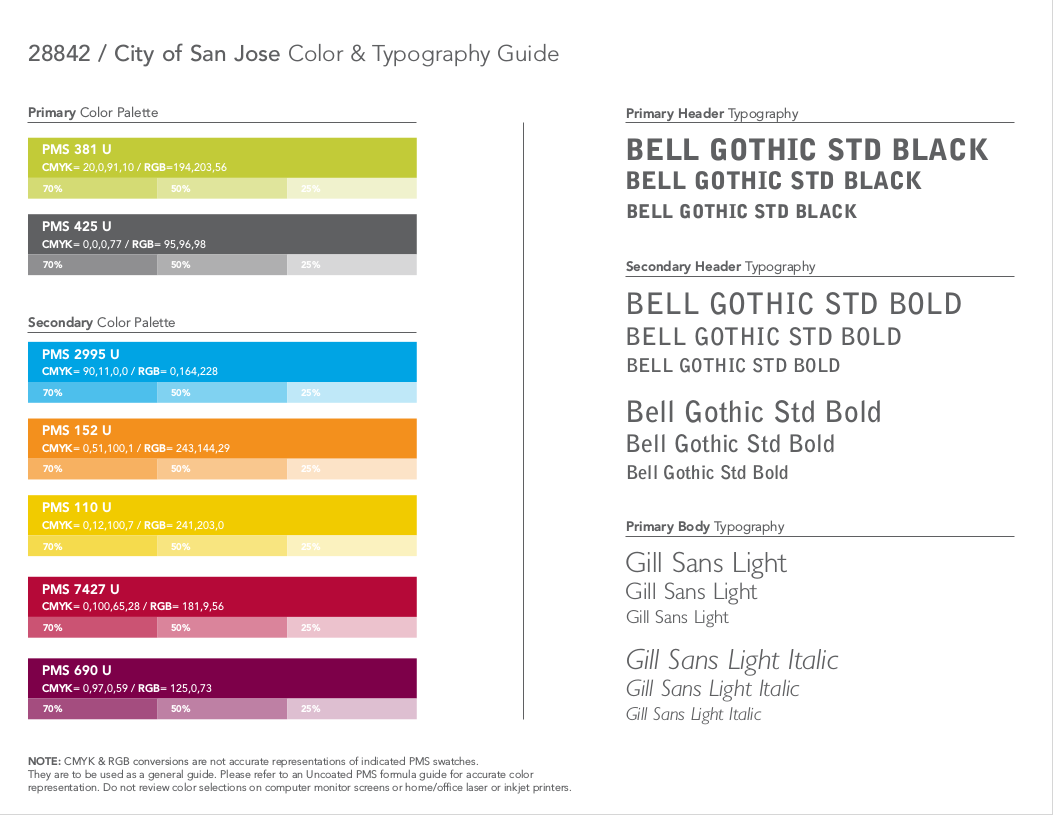 28842 / City of San Jose Color & Typography Guide
Primary Color Palette
PMS 381 U
CMYK= 20,0,91,10 / RGB=194,203,56
70% 50% 25%
PMS 425 U
CMYK= 0,0,0,77 / RGB= 95,96,98
70% 50% 25%
Secondary Color Palette
PMS 2995 U
CMYK= 90,11,0,0 / RGB= 0,164,228
70% 50% 25%
PMS 152 U
CMYK= 0,51,100,1 / RGB= 243,144,29
70% 50% 25%
PMS 110 U
CMYK= 0,12,100,7 / RGB= 241,203,0
70% 50% 25%
PMS 7427 U
CMYK= 0,100,65,28 / RGB= 181,9,56
70% 50% 25%
PMS 690 U
CMYK= 0,97,0,59 / RGB= 125,0,73
70% 50% 25%
NOTE: CMYK & RGB conversions are not accurate representations of indicated PMS swatches.
They are to be used as a general guide. Please refer to an Uncoated PMS formula guide for accurate color
representation. Do not review color selections on computer monitor screens or home/office laser or inkjet printers.
Primary Header Typography
BELL GOTHIC STD BLACK
BELL GOTHIC STD BLACK
BELL GOTHIC STD BLACK
Secondary Header Typography
BELL GOTHIC STD BOLD
BELL GOTHIC STD BOLD
BELL GOTHIC STD BOLD
Bell Gothic Std Bold
Bell Gothic Std Bold
Bell Gothic Std Bold
Primary Body Typography
Gill Sans Light
Gill Sans Light
Gill Sans Light
Gill Sans Light Italic
Gill Sans Light Italic
Gill Sans Light Italic